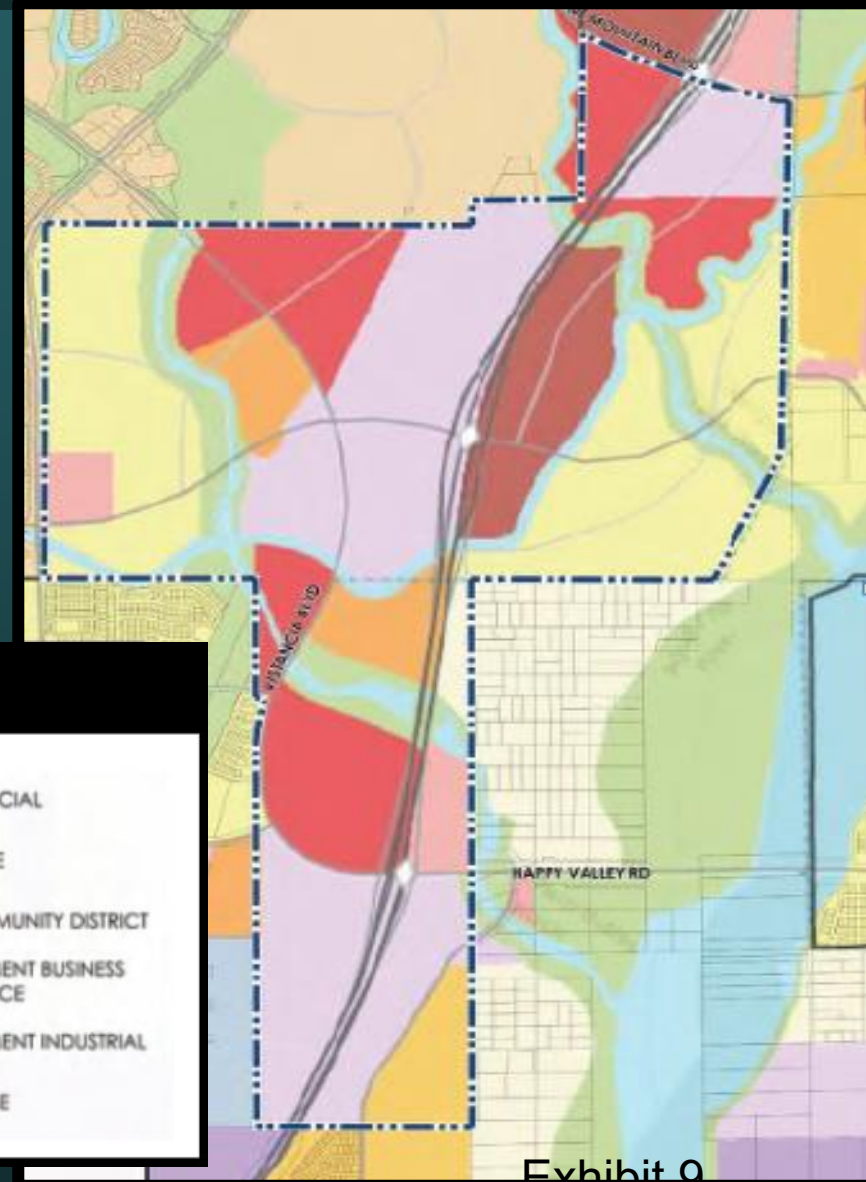 MOUNTAIN BLVD
VISTANCIA BLVD
HAPPY VALLEY RD
CIAL
E
MUNITY DISTRICT
ENT BUSINESS
CE
ENT INDUSTRIAL
E
Exhibit 9